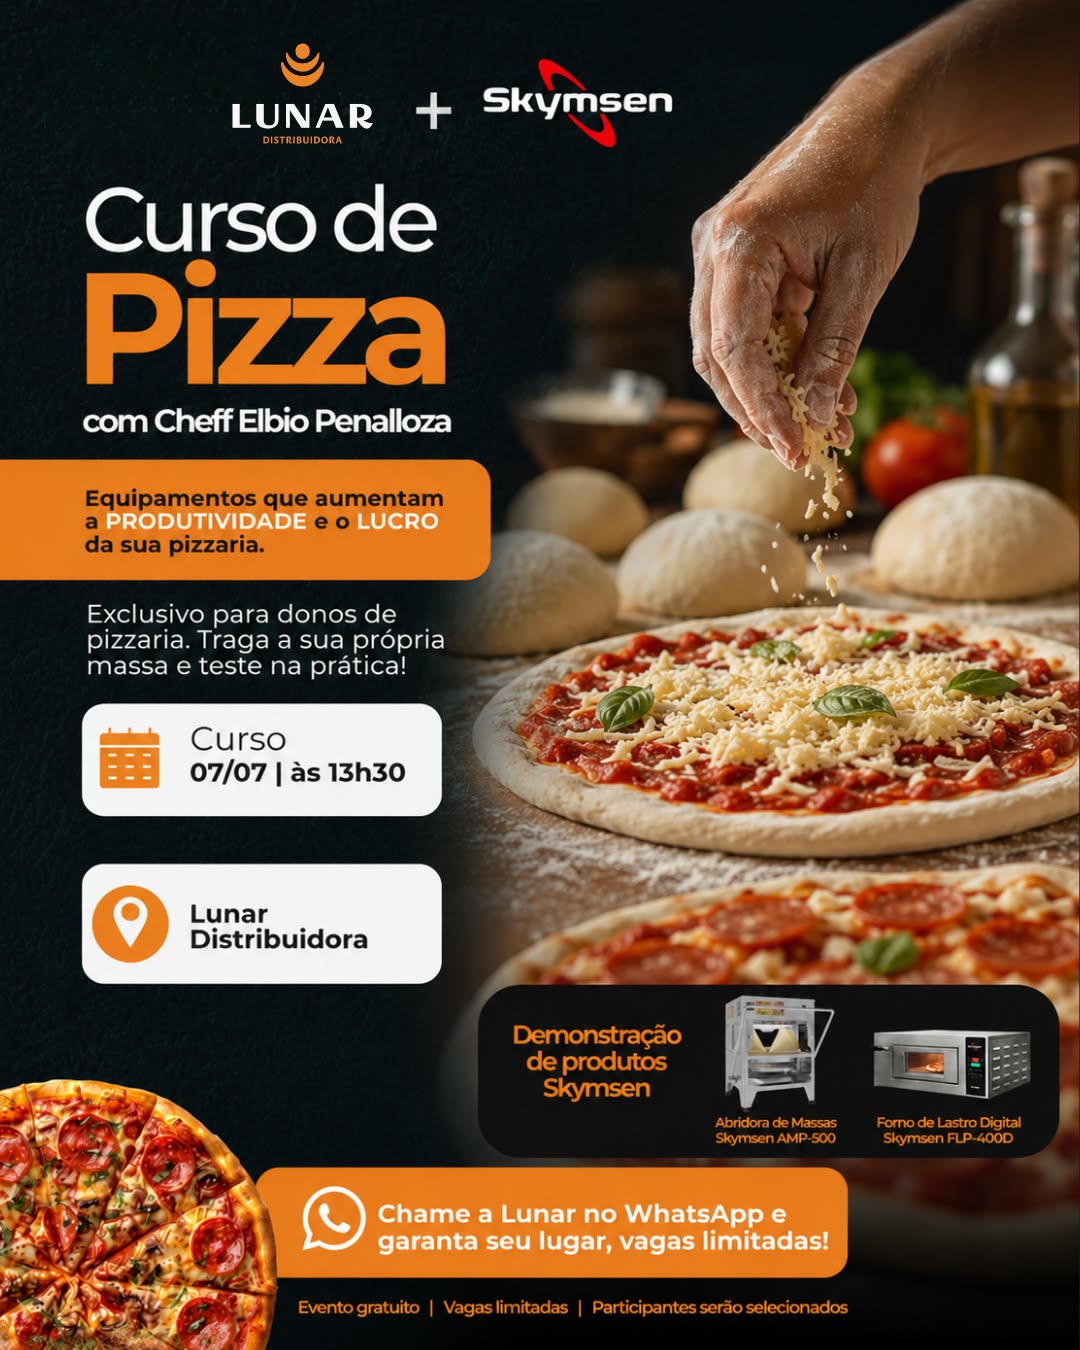 LUNAR
DISTRIBUIDORA
+
Skymsen
Curso de
Pizza
com Cheff Elbio Penalloza
Equipamentos que aumentam
a PRODUTIVIDADE e o LUCRO
da sua pizzaria.
Exclusivo para donos de
pizzaria. Traga a sua própria
massa e teste na prática!
Curso
07/07 | às 13h30
Lunar
Distribuidora
Demonstração
de produtos
Skymsen
Abridora de Massas
Skymsen AMP-500
Forno de Lastro Digital
Skymsen FLP-400D
Chame a Lunar no WhatsApp e
garanta seu lugar, vagas limitadas!
Evento gratuito | Vagas limitadas | Participantes serão selecionados